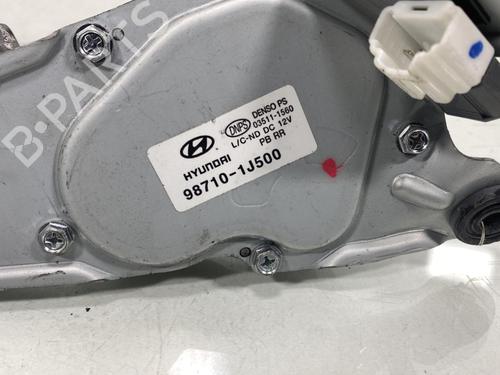 B-PARTS
HYUNDAI
DNPS
DENSO PS
03511-1560
L/C-ND DC 12V
PB RR
98710-1J500